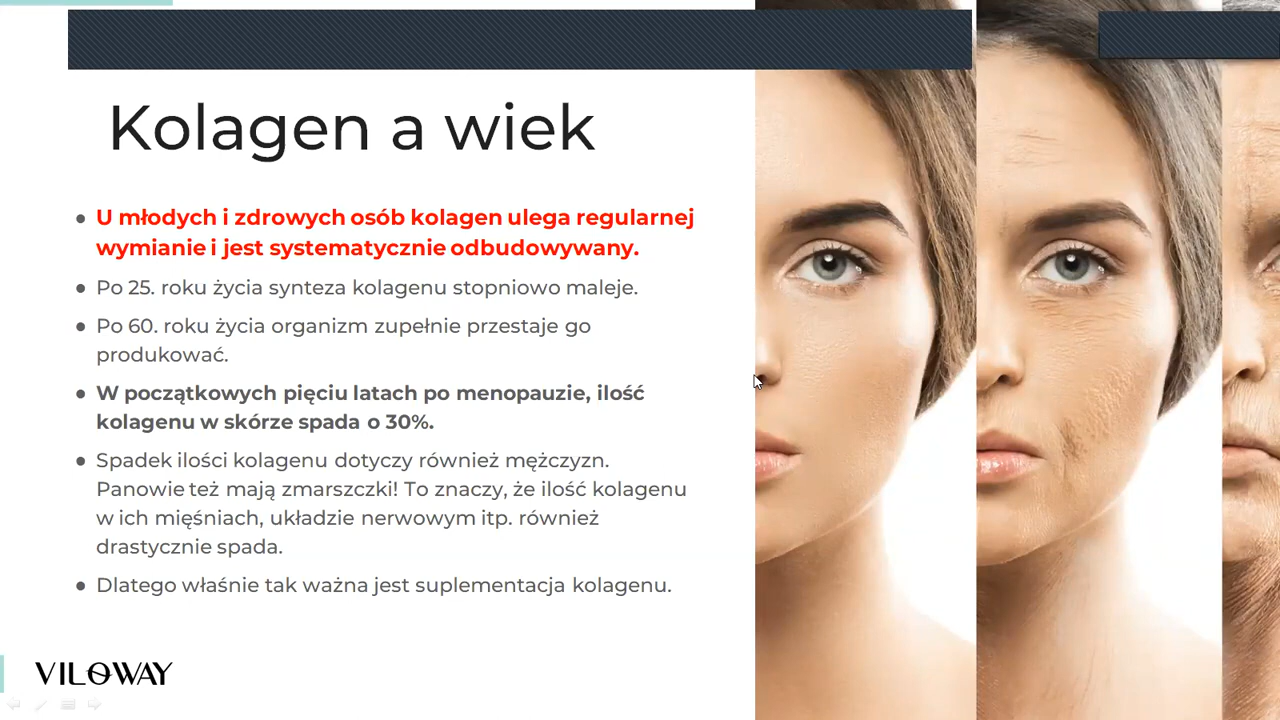 Kolagen a wiek
● U młodych i zdrowych osób kolagen ulega regularnej
wymianie i jest systematycznie odbudowywany.
● Po 25. roku życia synteza kolagenu stopniowo maleje.
● Po 60. roku życia organizm zupełnie przestaje go
produkować.
● W początkowych pięciu latach po menopauzie, ilość
kolagenu w skórze spada o 30%.
● Spadek ilości kolagenu dotyczy również mężczyzn.
Panowie też mają zmarszczki! To znaczy, że ilość kolagenu
w ich mięśniach, układzie nerwowym itp. również
drastycznie spada.
● Dlatego właśnie tak ważna jest suplementacja kolagenu.
VILOWAY